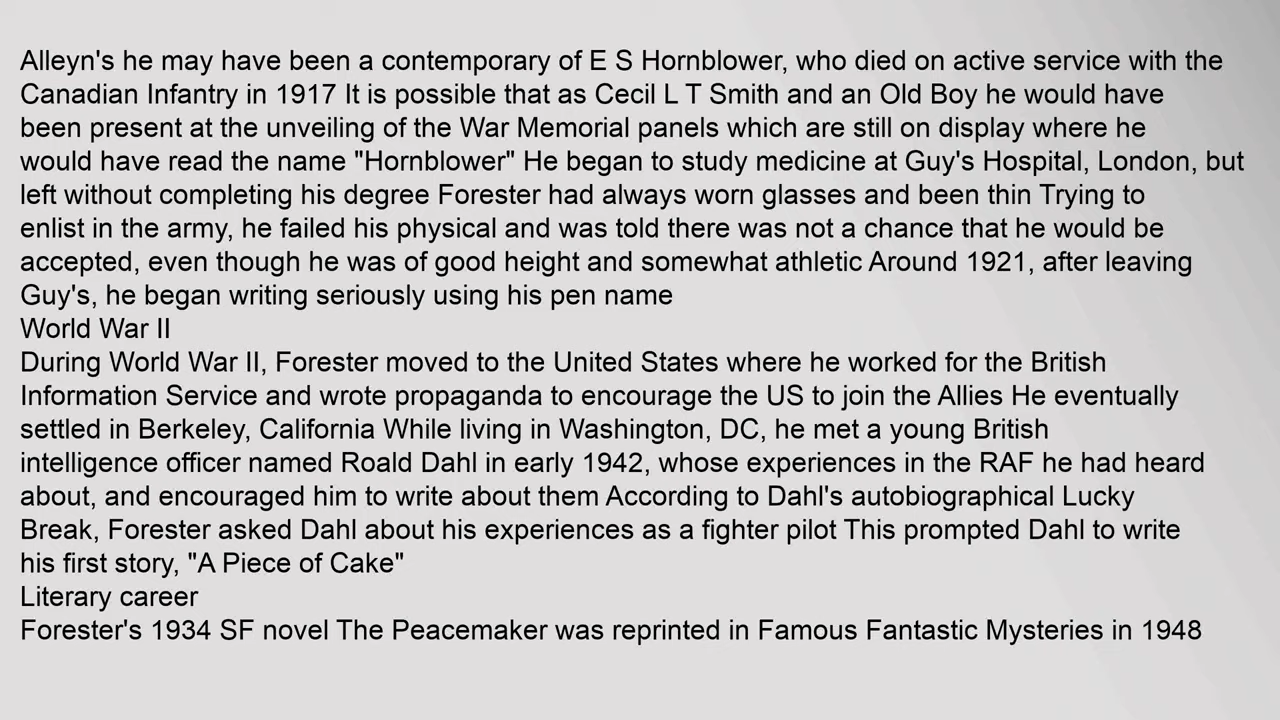 Alleyn's he may have been a contemporary of E S Hornblower, who died on active service with the
Canadian Infantry in 1917 It is possible that as Cecil L T Smith and an Old Boy he would have
been present at the unveiling of the War Memorial panels which are still on display where he
would have read the name "Hornblower" He began to study medicine at Guy's Hospital, London, but
left without completing his degree Forester had always worn glasses and been thin Trying to
enlist in the army, he failed his physical and was told there was not a chance that he would be
accepted, even though he was of good height and somewhat athletic Around 1921, after leaving
Guy's, he began writing seriously using his pen name
World War II
During World War II, Forester moved to the United States where he worked for the British
Information Service and wrote propaganda to encourage the US to join the Allies He eventually
settled in Berkeley, California While living in Washington, DC, he met a young British
intelligence officer named Roald Dahl in early 1942, whose experiences in the RAF he had heard
about, and encouraged him to write about them According to Dahl's autobiographical Lucky
Break, Forester asked Dahl about his experiences as a fighter pilot This prompted Dahl to write
his first story, "A Piece of Cake"
Literary career
Forester's 1934 SF novel The Peacemaker was reprinted in Famous Fantastic Mysteries in 1948